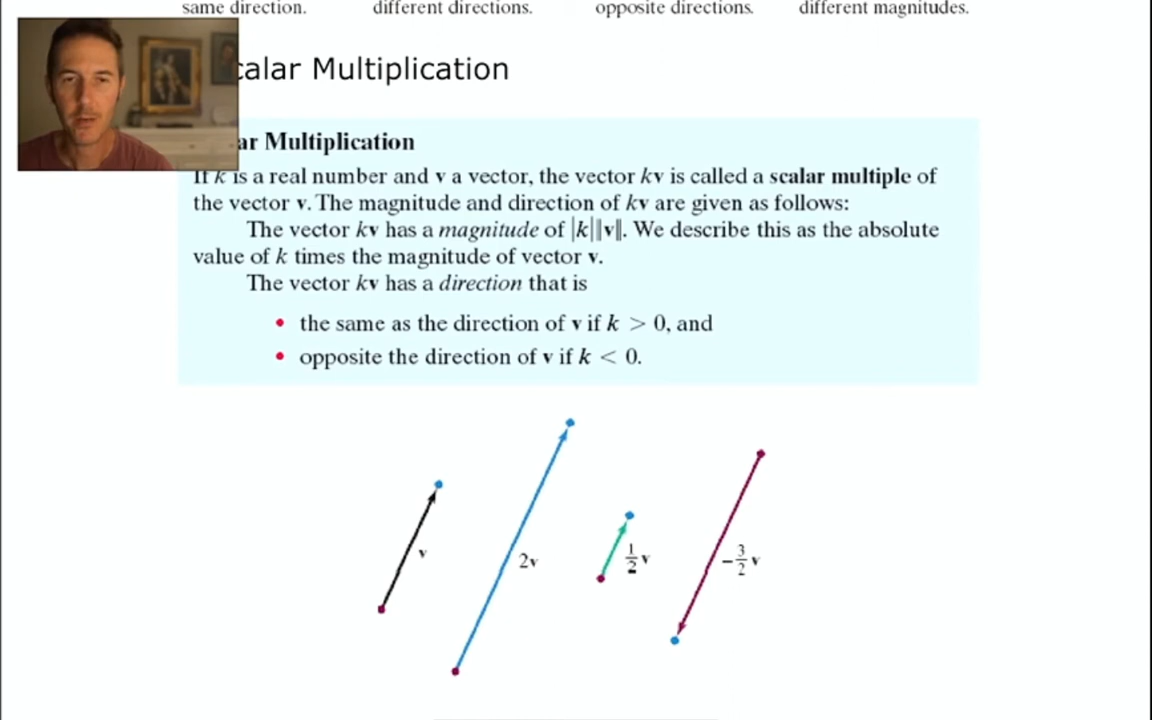 same direction. different directions. opposite directions. different magnitudes.
calar Multiplication
ar Multiplication
If k is a real number and v a vector, the vector kv is called a scalar multiple of
the vector v. The magnitude and direction of kv are given as follows:
The vector kv has a magnitude of |k|‖v‖. We describe this as the absolute
value of k times the magnitude of vector v.
The vector kv has a direction that is
• the same as the direction of v if k > 0, and
• opposite the direction of v if k < 0.
v
2v
1/2 v
-3/2 v